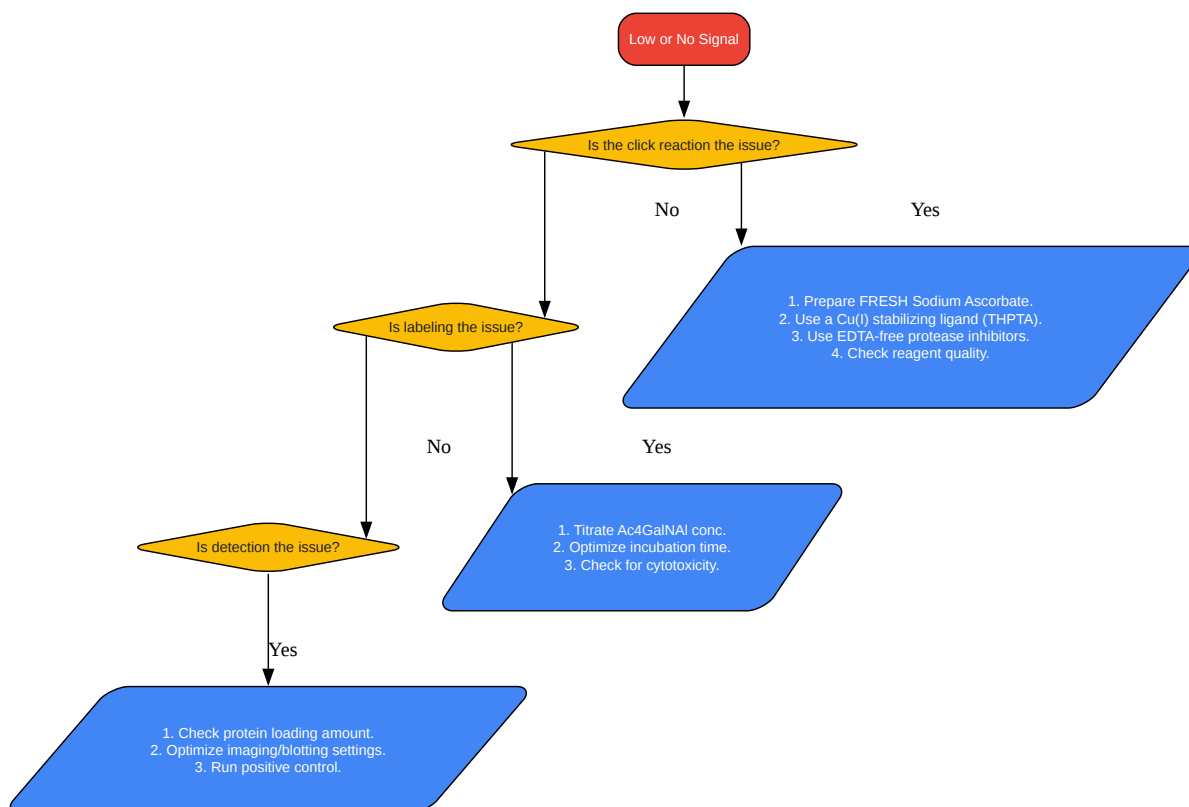 Low or No Signal
Is the click reaction the issue?
No
Yes
1. Prepare FRESH Sodium Ascorbate.
2. Use a Cu(I) stabilizing ligand (THPTA).
3. Use EDTA-free protease inhibitors.
4. Check reagent quality.
Is labeling the issue?
No
Yes
1. Titrate Ac4GalNAl conc.
2. Optimize incubation time.
3. Check for cytotoxicity.
Is detection the issue?
Yes
1. Check protein loading amount.
2. Optimize imaging/blotting settings.
3. Run positive control.